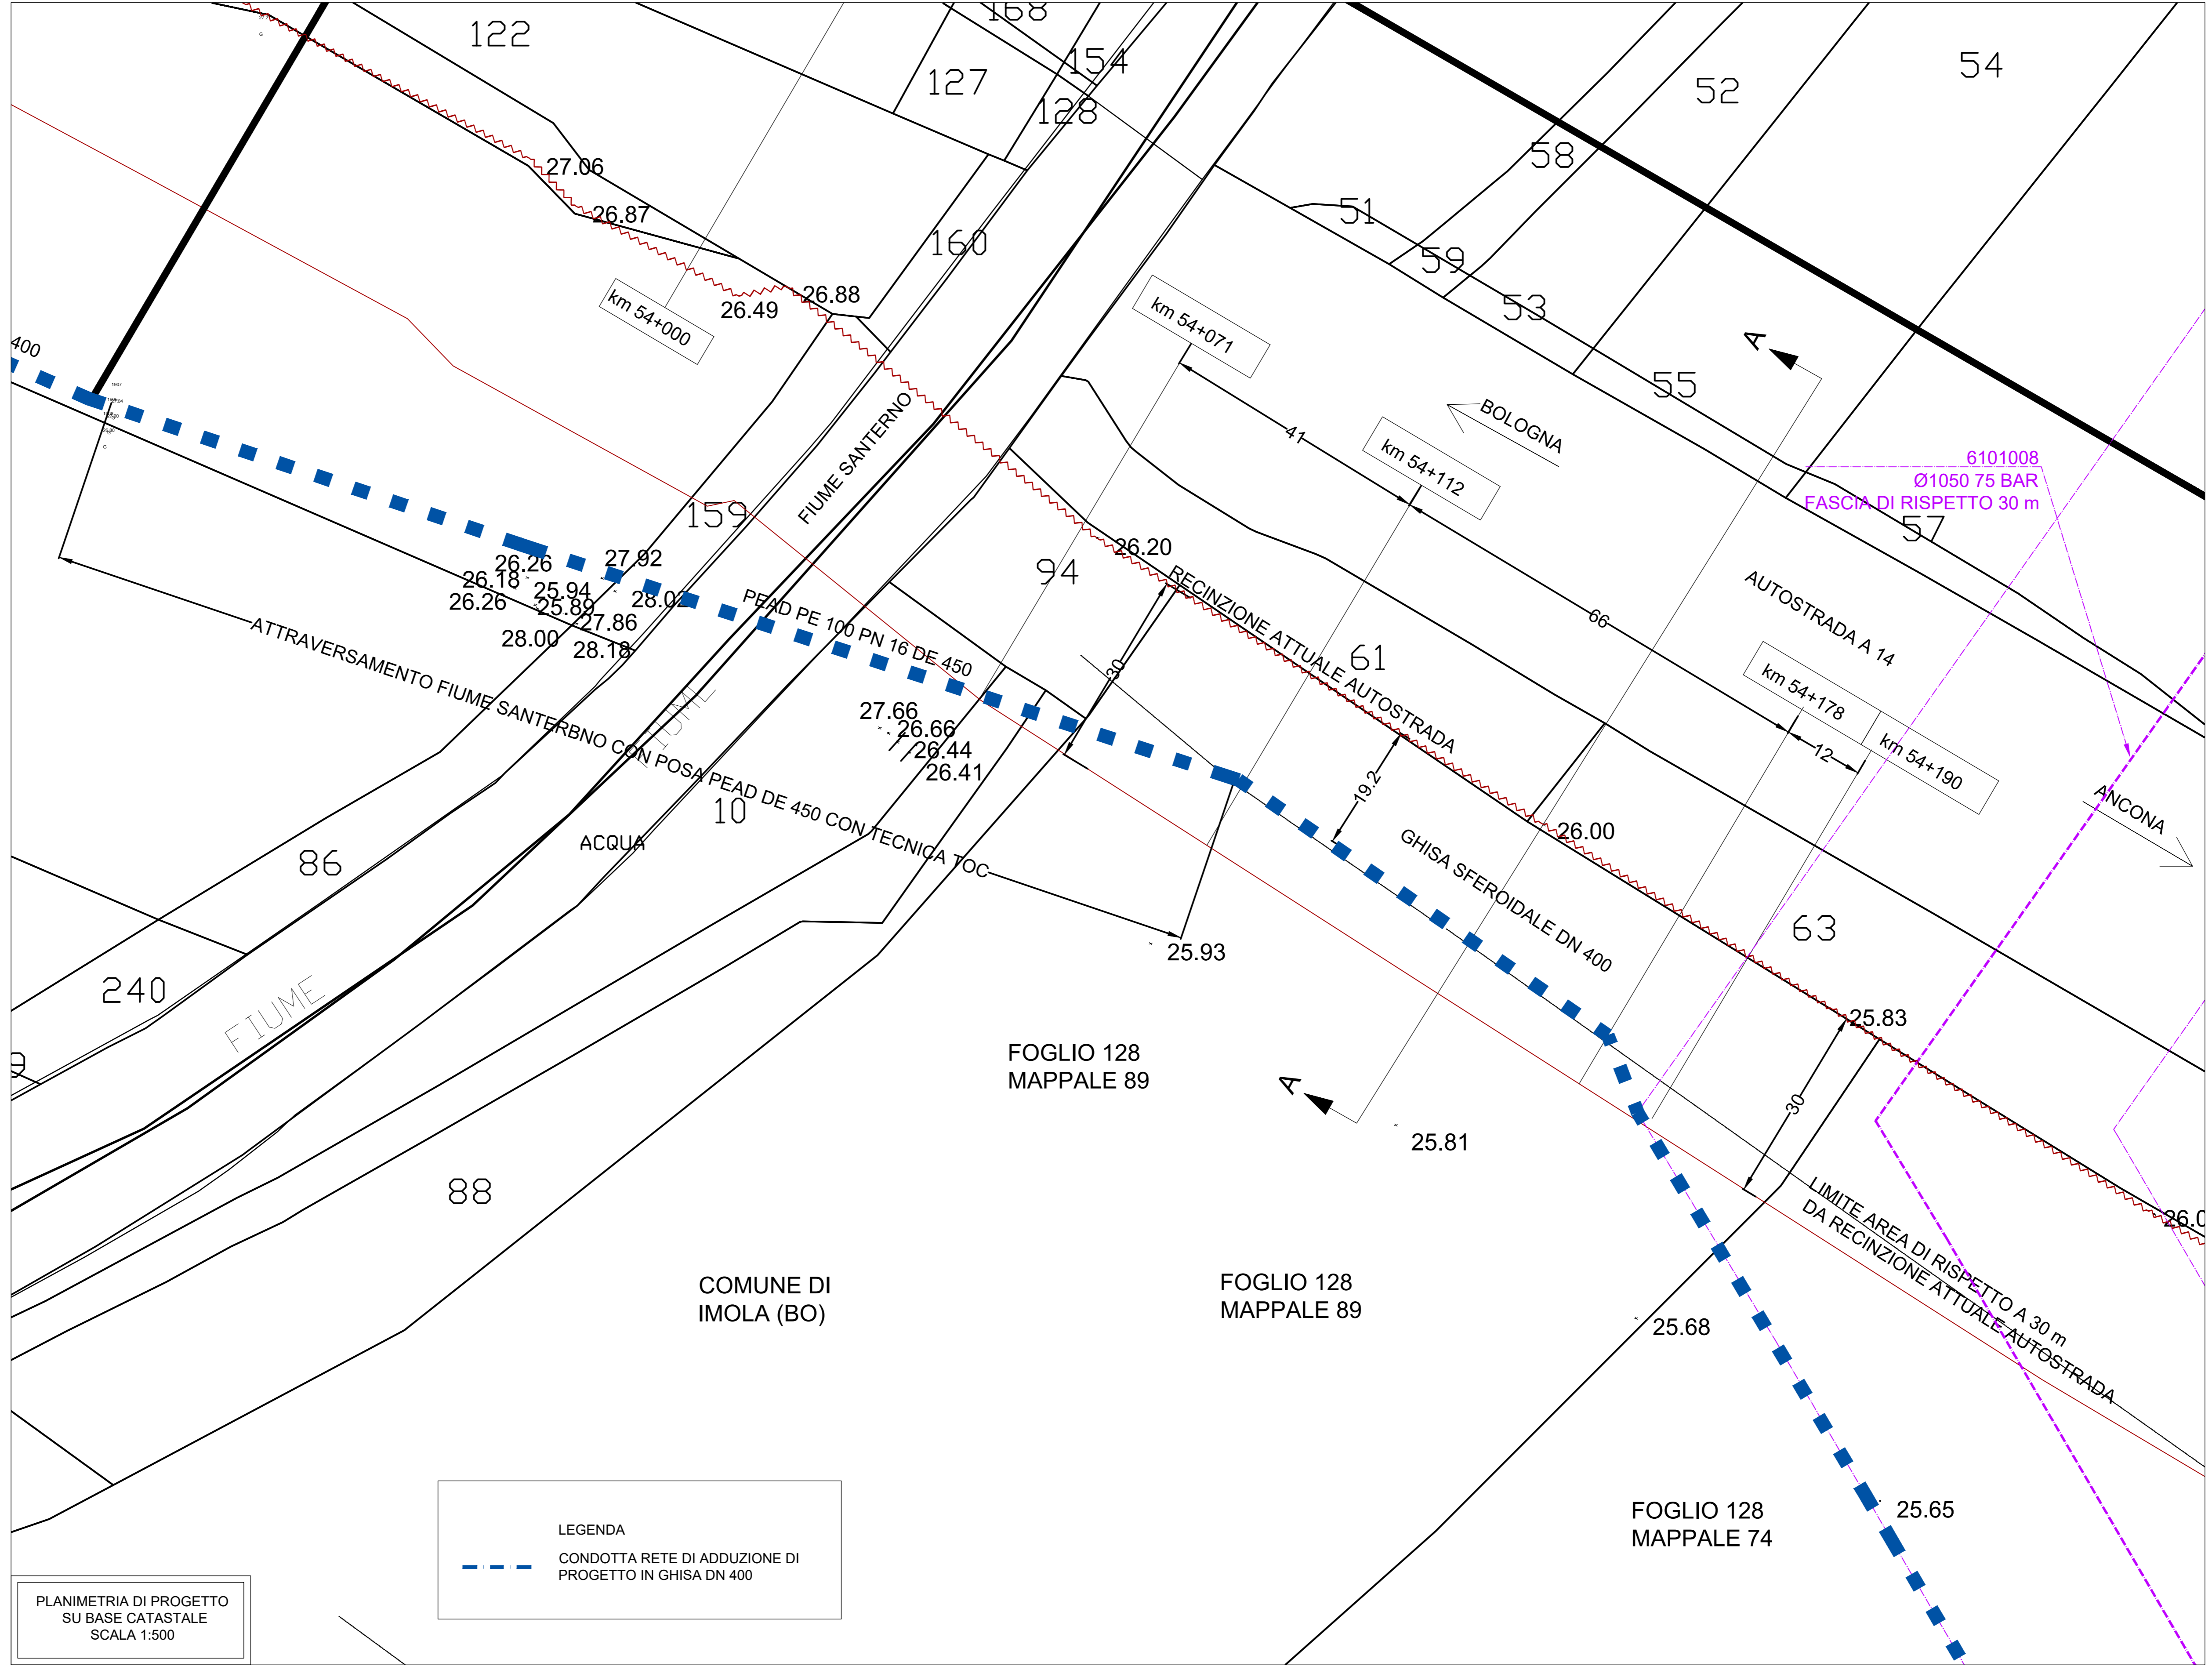 122
168
154
127
128
54
52
58
27.06
26.87
51
160
59
26.88
26.49
53
km 54+000
km 54+071
A
400
55
41
BOLOGNA
km 54+112
6101008
Ø1050 75 BAR
FASCIA DI RISPETTO 30 m
57
159
FIUME SANTERNO
26.20
27.92
26.26
26.18
25.94
26.26
25.89
28.02
27.86
28.00
28.18
PEAD PE 100 PN 16 DE 450
94
RECINZIONE ATTUALE AUTOSTRADA
AUTOSTRADA A 14
66
61
30
ATTRAVERSAMENTO FIUME SANTERBNO CON POSA PEAD DE 450 CON TECNICA TOC
km 54+178
12
km 54+190
27.66
26.66
26.44
26.41
19.2
ANCONA
10
ACQUA
26.00
GHISA SFEROIDALE DN 400
86
63
25.93
240
FIUME
25.83
FOGLIO 128
MAPPALE 89
A
30
25.81
88
LIMITE AREA DI RISPETTO A 30 m
DA RECINZIONE ATTUALE AUTOSTRADA
COMUNE DI
IMOLA (BO)
FOGLIO 128
MAPPALE 89
25.68
FOGLIO 128
MAPPALE 74
25.65
LEGENDA
CONDOTTA RETE DI ADDUZIONE DI
PROGETTO IN GHISA DN 400
PLANIMETRIA DI PROGETTO
SU BASE CATASTALE
SCALA 1:500